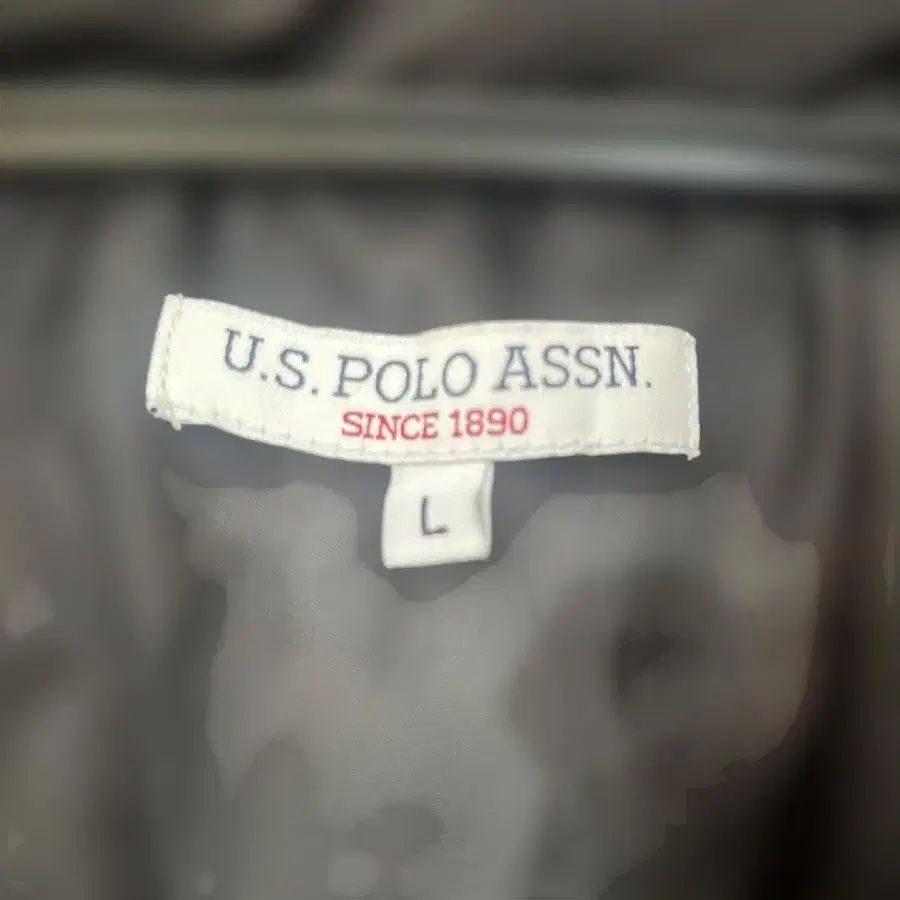 U.S. POLO ASSN.
SINCE 1890
L